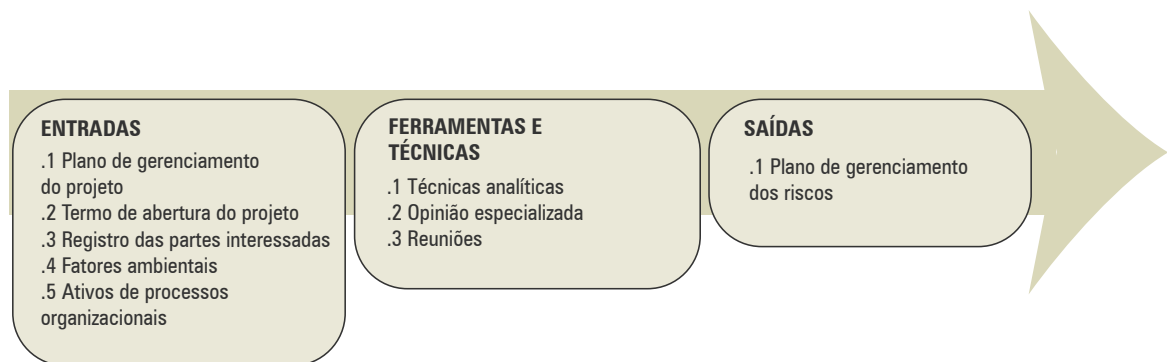 ENTRADAS
.1 Plano de gerenciamento
do projeto
.2 Termo de abertura do projeto
.3 Registro das partes interessadas
.4 Fatores ambientais
.5 Ativos de processos
organizacionais
FERRAMENTAS E
TÉCNICAS
.1 Técnicas analíticas
.2 Opinião especializada
.3 Reuniões
SAÍDAS
.1 Plano de gerenciamento
dos riscos